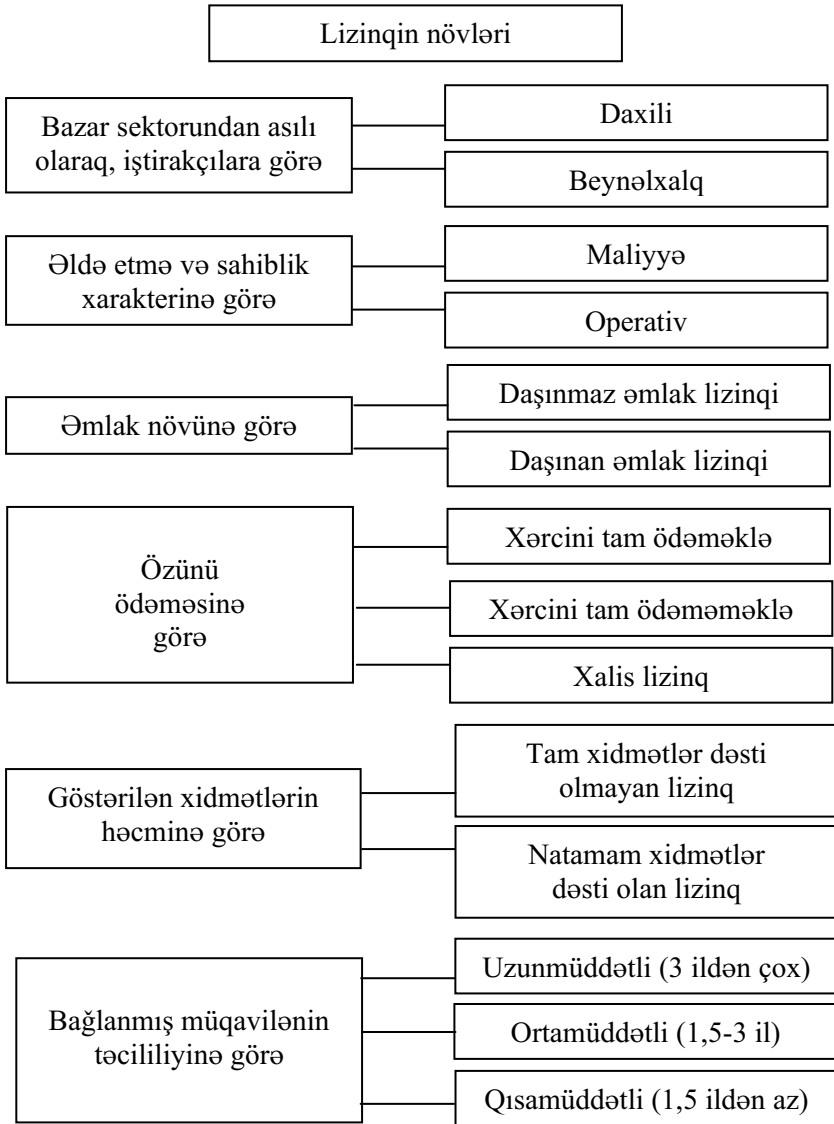 Lizinqin növləri
Bazar sektorundan asılı
olaraq, iştirakçılara görə
Daxili
Beynəlxalq
Əldə etmə və sahiblik
xarakterinə görə
Maliyyə
Operativ
Əmlak növünə görə
Daşınmaz əmlak lizinqi
Daşınan əmlak lizinqi
Özünü
ödəməsinə
görə
Xərcini tam ödəməklə
Xərcini tam ödəməməklə
Xalis lizinq
Göstərilən xidmətlərin
həcminə görə
Tam xidmətlər dəsti
olmayan lizinq
Natamam xidmətlər
dəsti olan lizinq
Bağlanmış müqavilənin
təcililiyinə görə
Uzunmüddətli (3 ildən çox)
Ortamüddətli (1,5-3 il)
Qısamüddətli (1,5 ildən az)